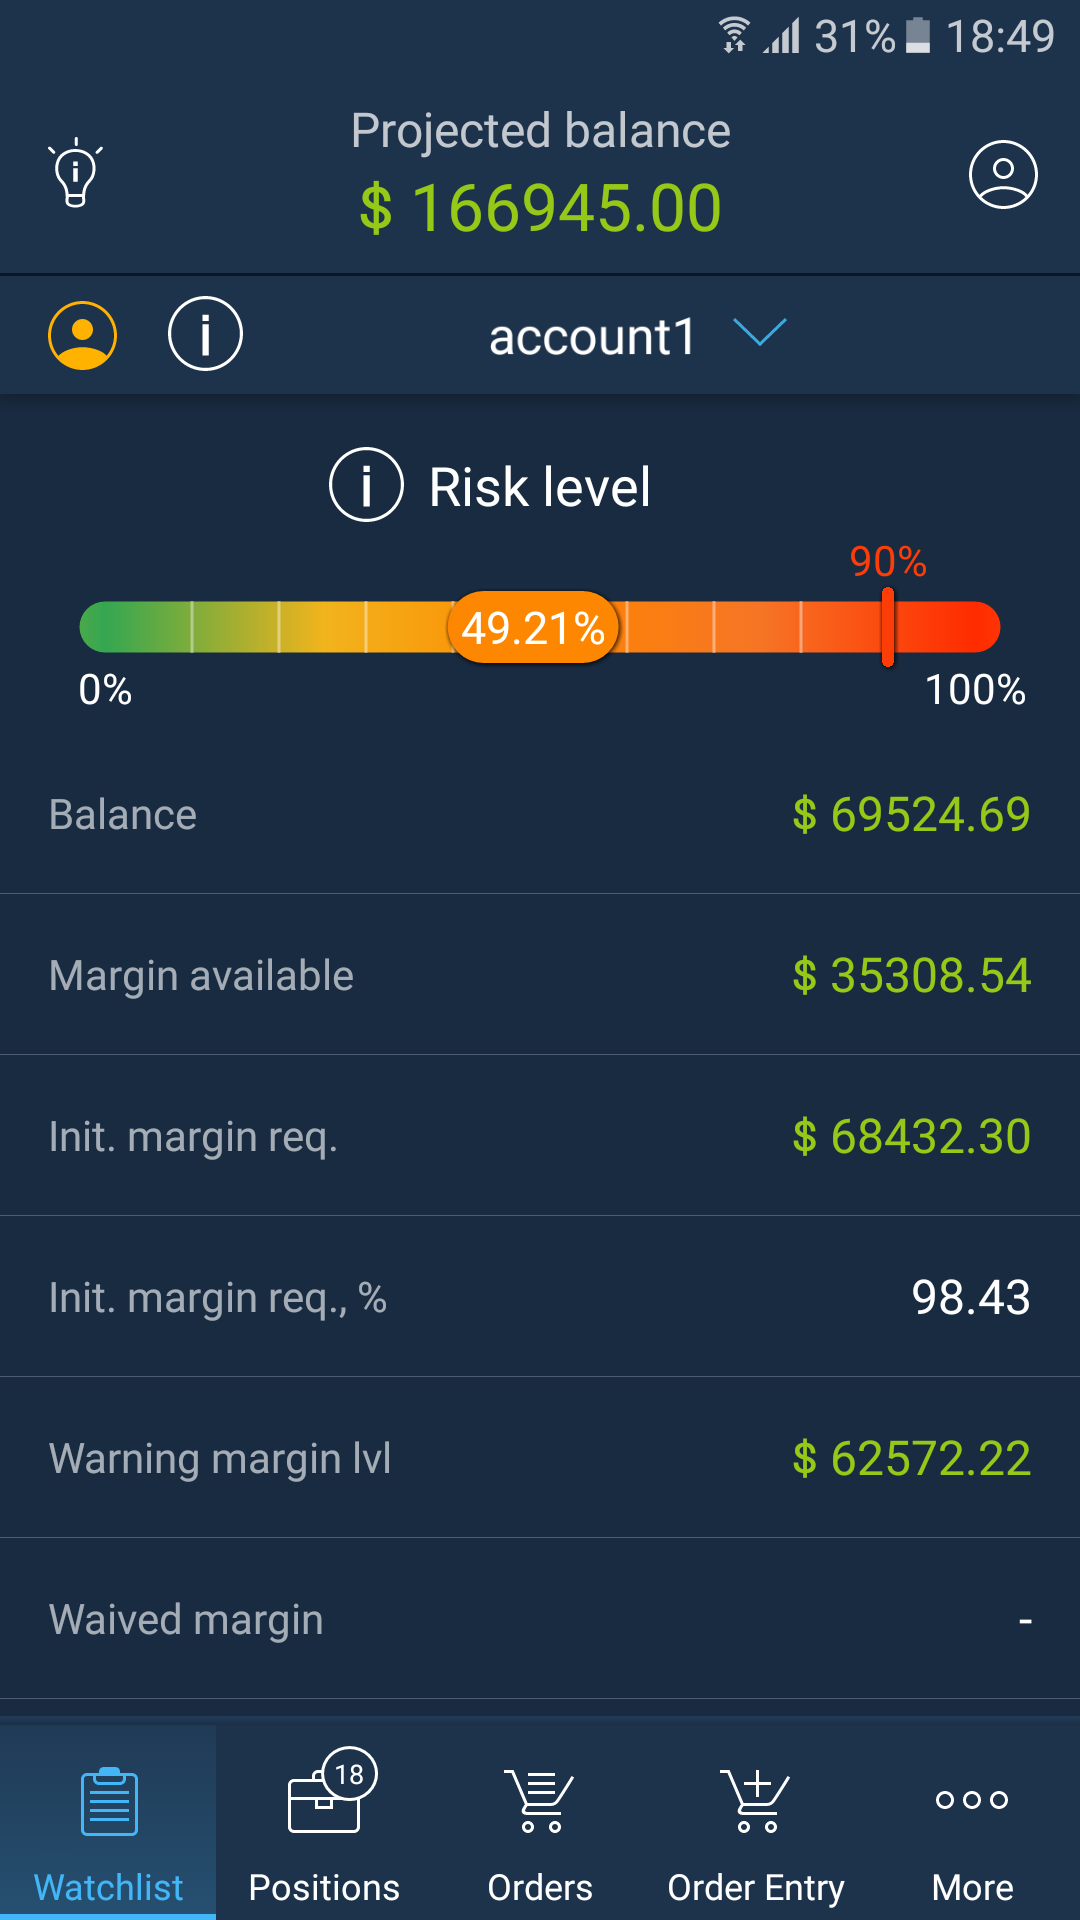 31% 18:49
Projected balance
$ 166945.00
i account1
i Risk level
90%
49.21%
0% 100%
Balance $ 69524.69
Margin available $ 35308.54
Init. margin req. $ 68432.30
Init. margin req., % 98.43
Warning margin lvl $ 62572.22
Waived margin -
18
Watchlist Positions Orders Order Entry More